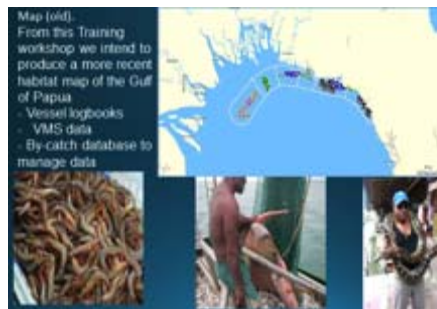 Map (old).
From this Training
workshop we intend to
produce a more recent
habitat map of the Gulf
of Papua
- Vessel logbooks
- VMS data
- By-catch database to
manage data